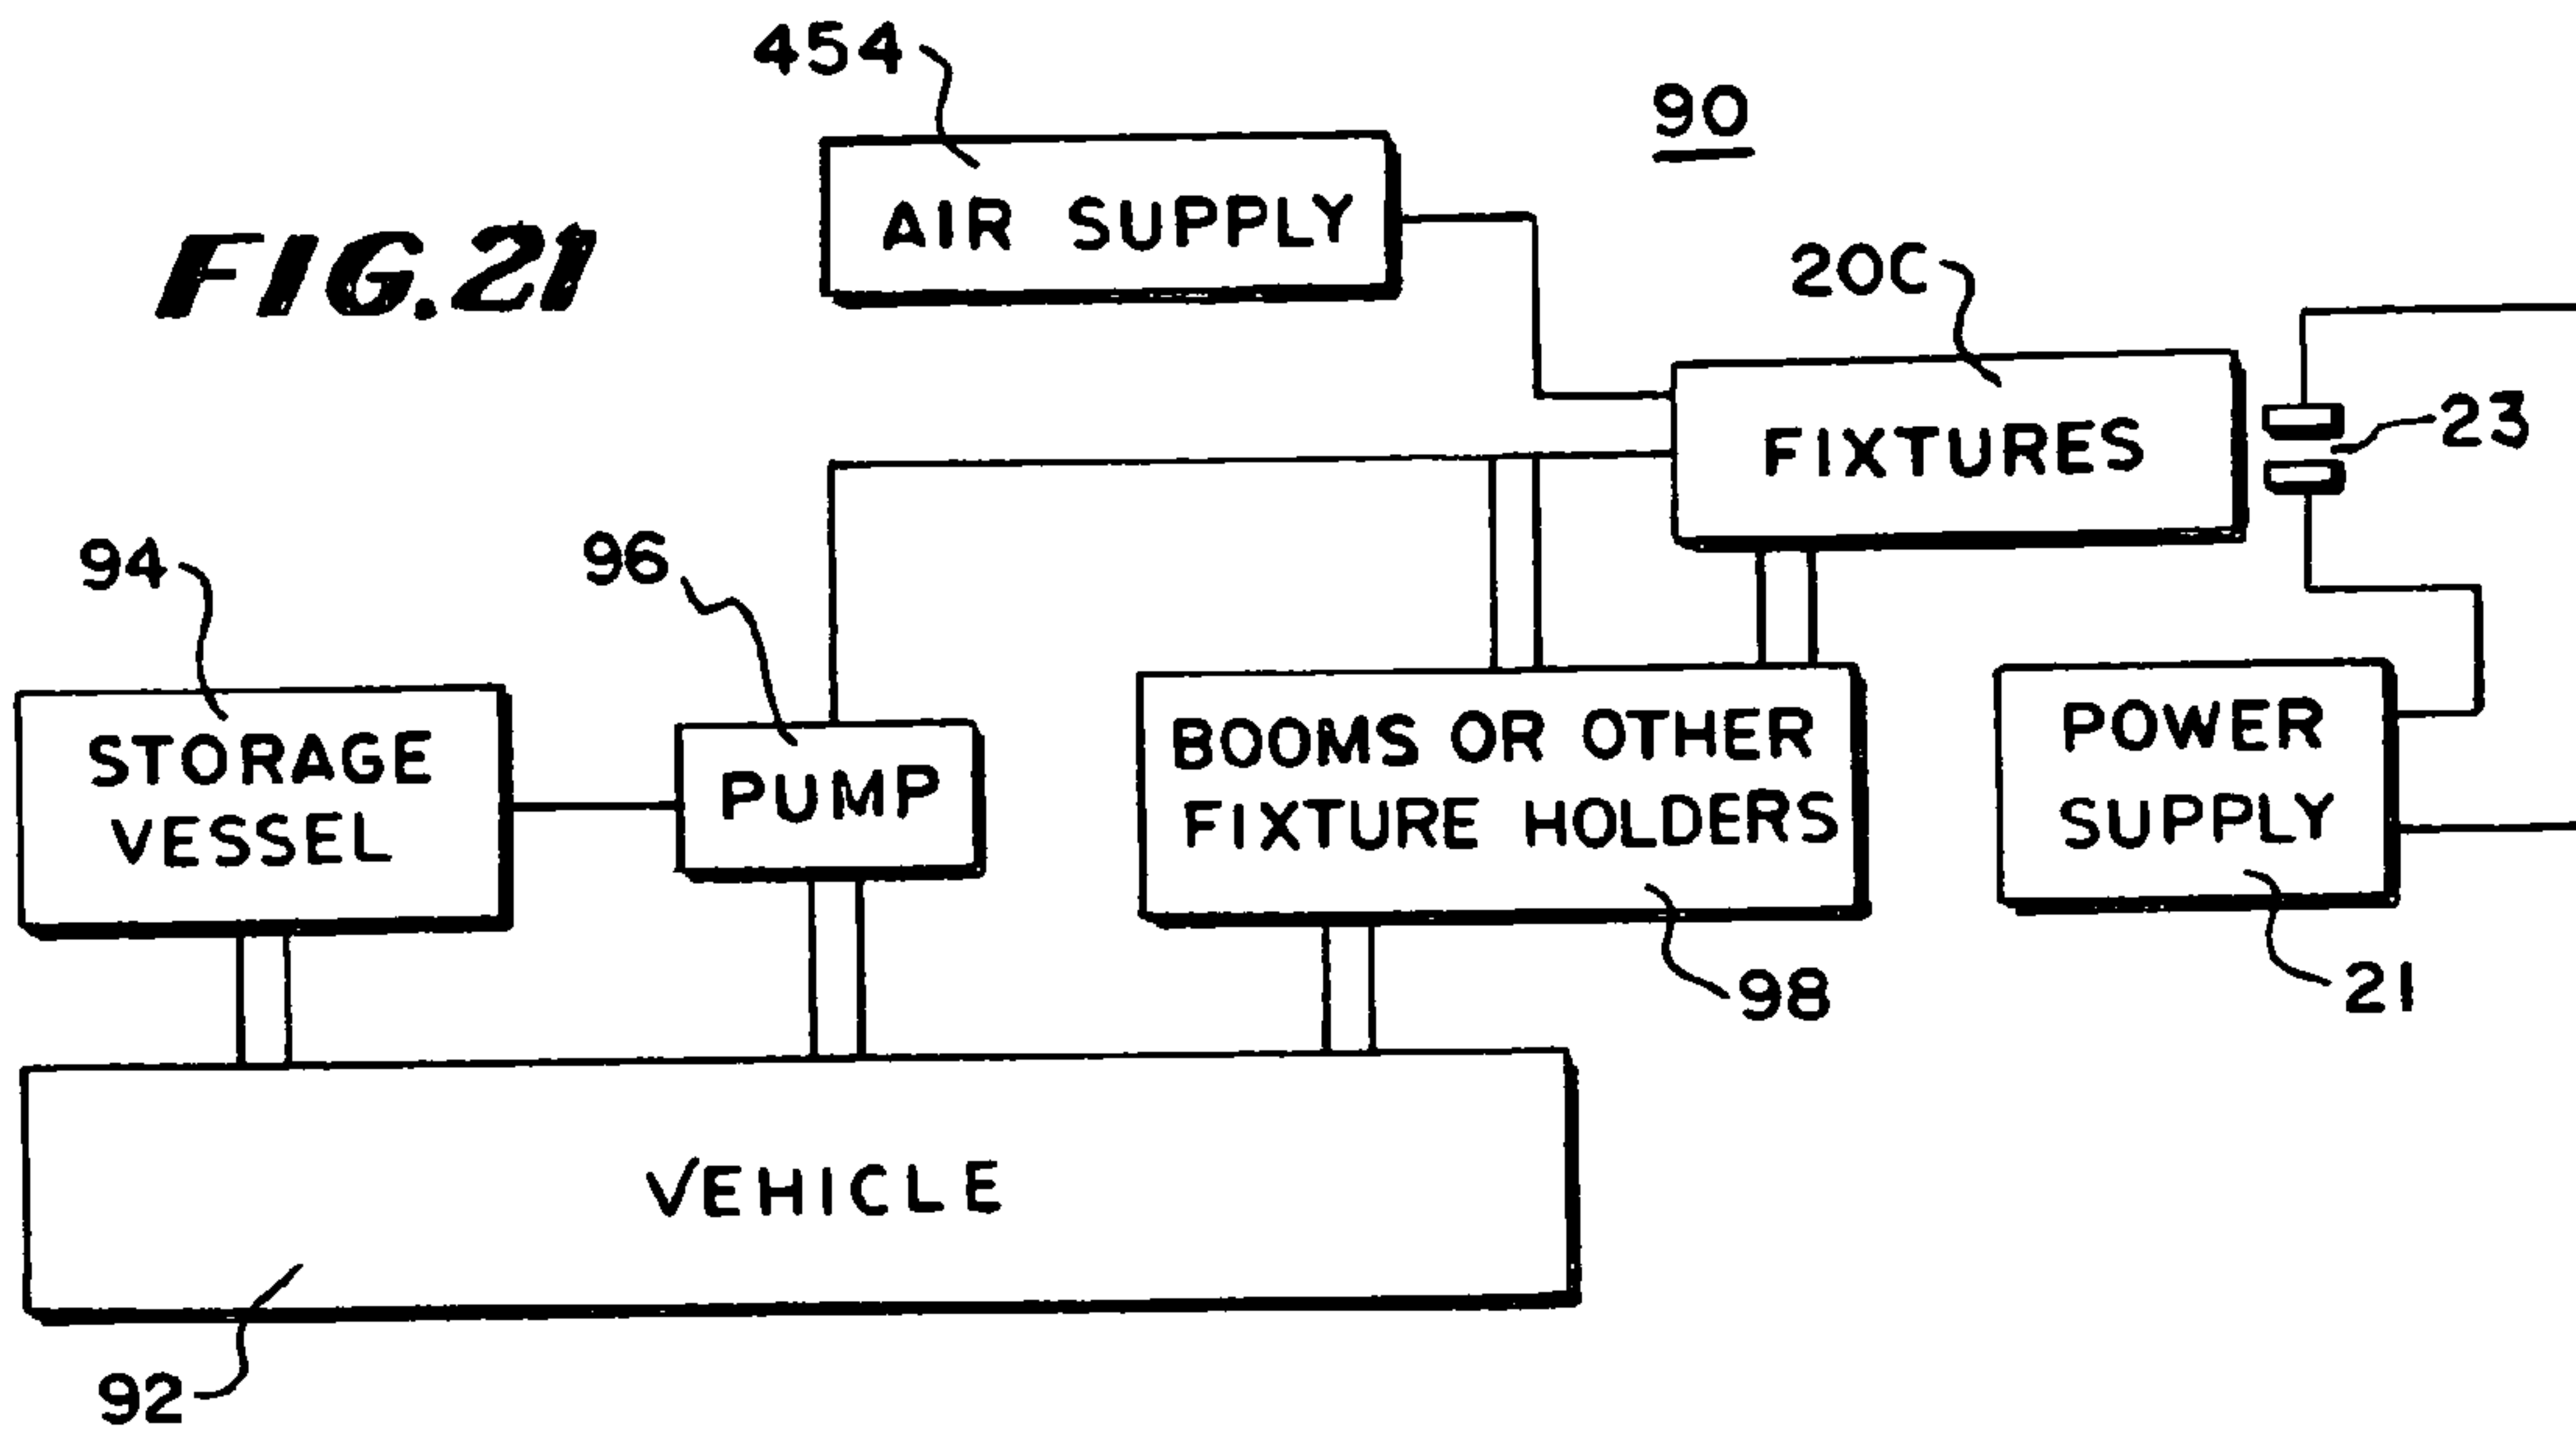 454
90
AIR SUPPLY
FIG.21
20C
23
FIXTURES
94
96
STORAGE
VESSEL
PUMP
BOOMS OR OTHER
FIXTURE HOLDERS
POWER
SUPPLY
98
21
VEHICLE
92